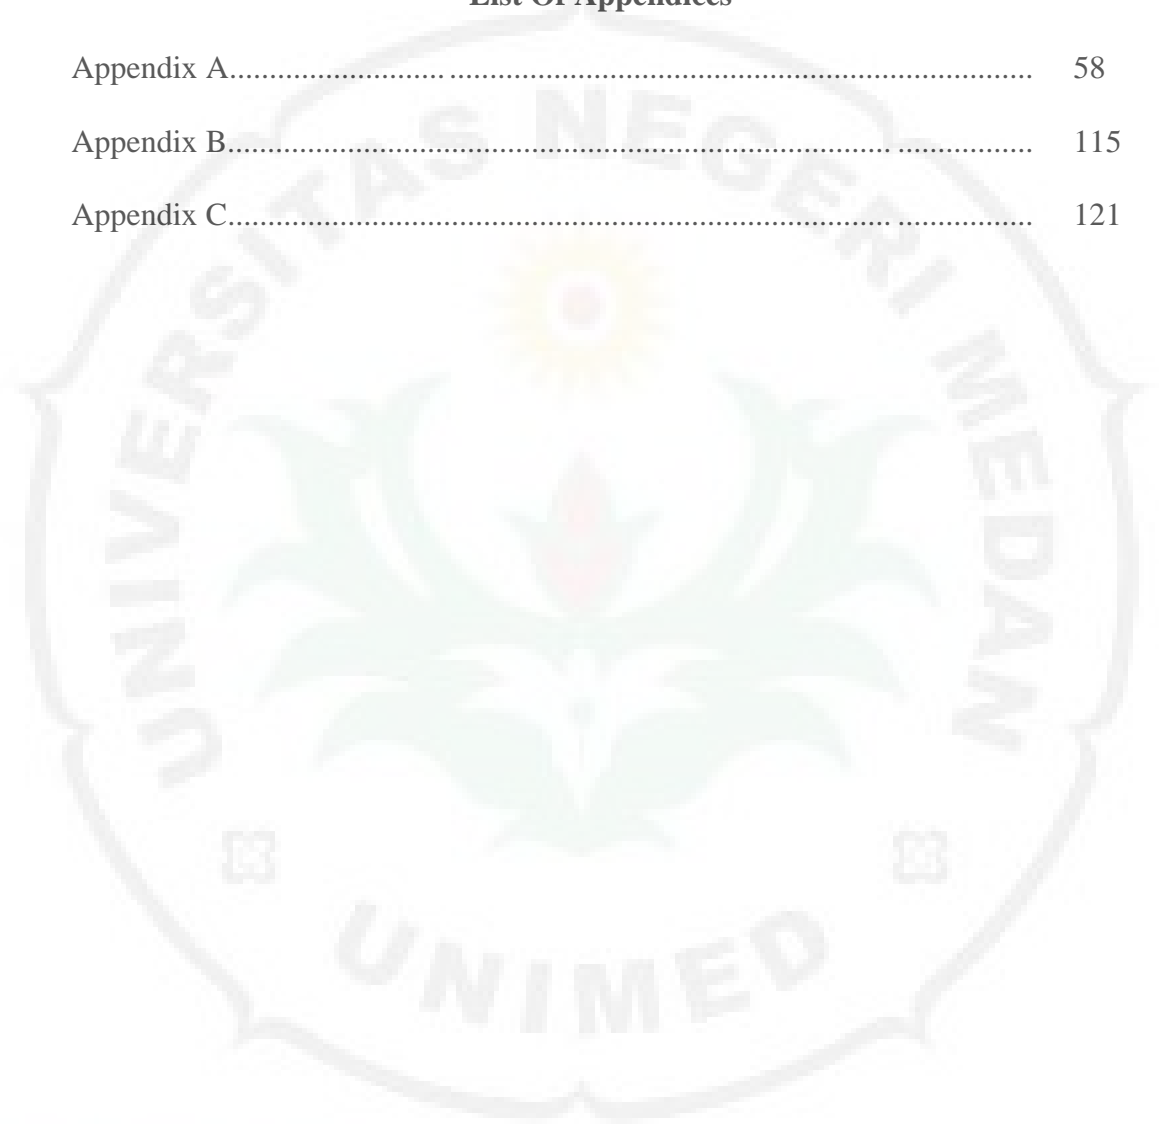 List Of Appendices
Appendix A.......................................................................................................... 58
Appendix B.......................................................................................................... 115
Appendix C.......................................................................................................... 121
UNIVERSITAS NEGERI MEDAN
UNIMED